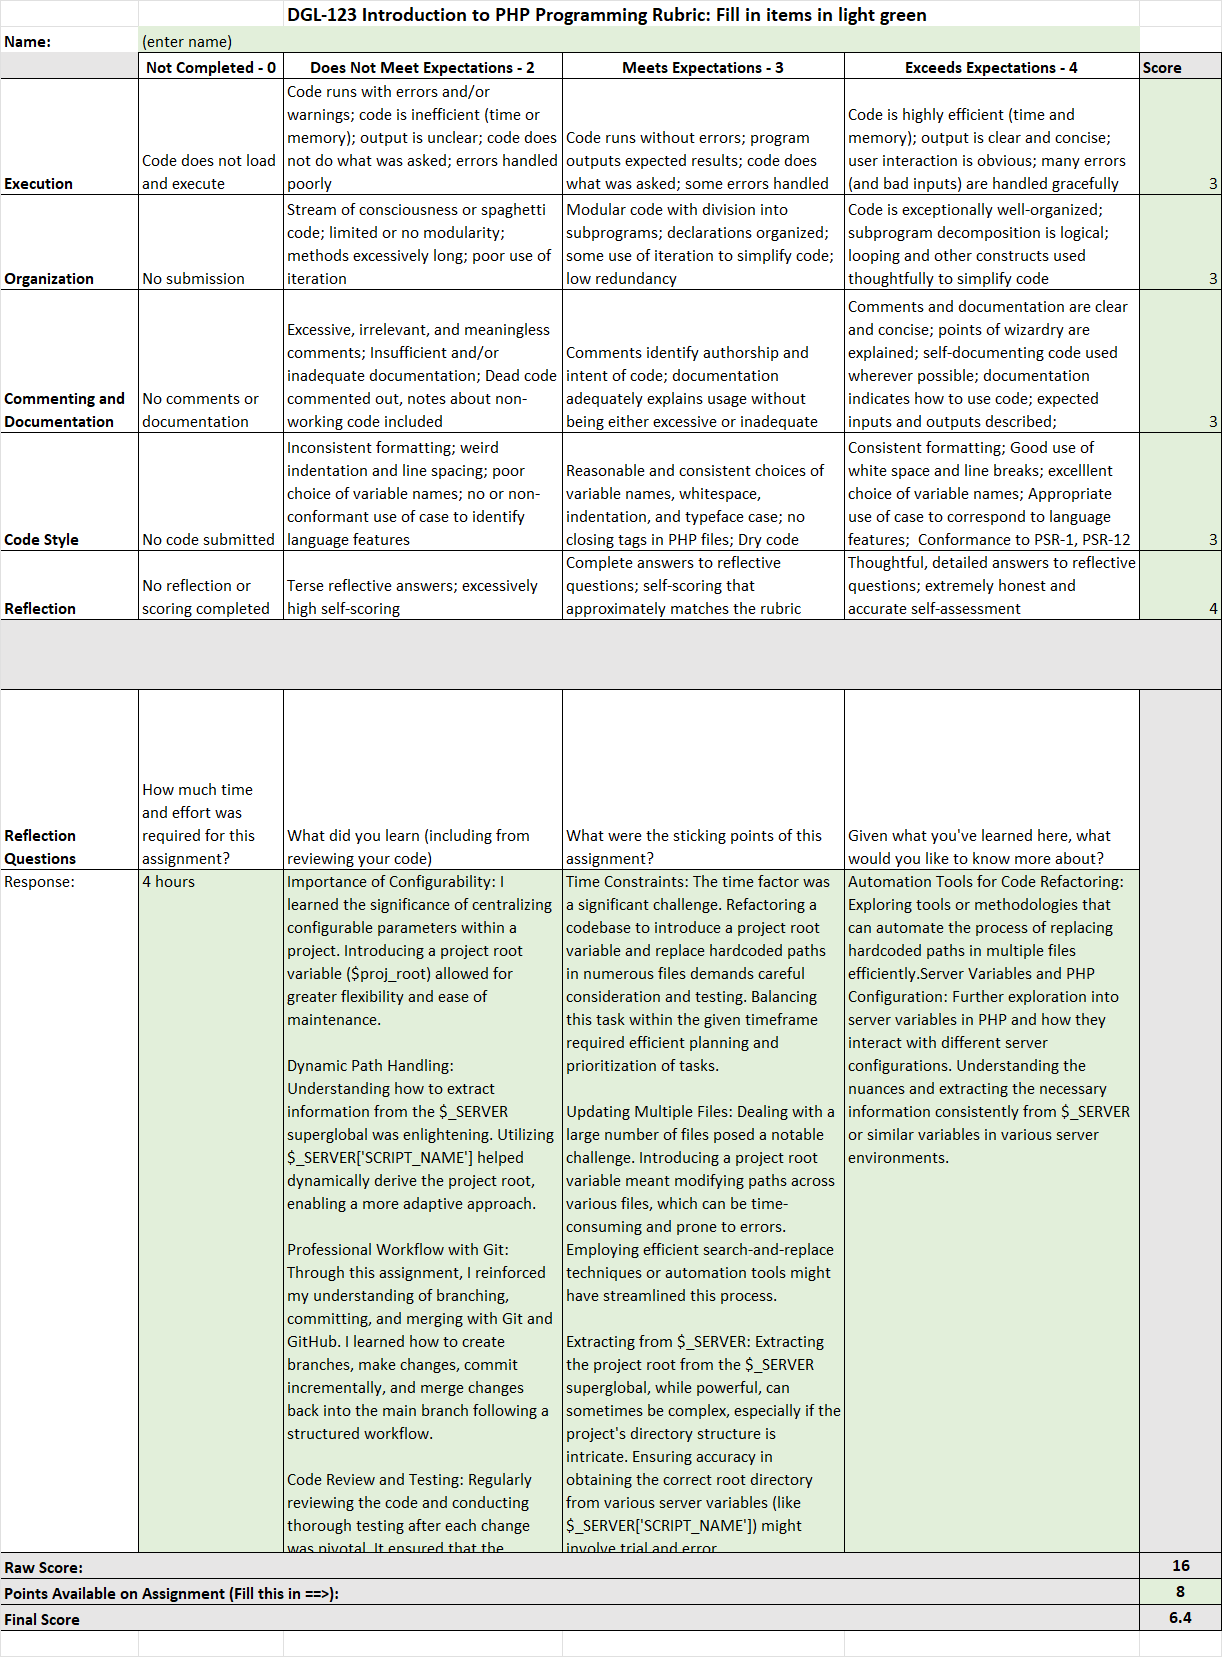 DGL-123 Introduction to PHP Programming Rubric: Fill in items in light green
Name:
(enter name)
Not Completed - 0
Does Not Meet Expectations - 2
Meets Expectations - 3
Exceeds Expectations - 4
Score
Execution
Code does not load
and execute
Code runs with errors and/or
warnings; code is inefficient (time or
memory); output is unclear; code does
not do what was asked; errors handled
poorly
Code runs without errors; program
outputs expected results; code does
what was asked; some errors handled
Code is highly efficient (time and
memory); output is clear and concise;
user interaction is obvious; many errors
(and bad inputs) are handled gracefully
3
Organization
No submission
Stream of consciousness or spaghetti
code; limited or no modularity;
methods excessively long; poor use of
iteration
Modular code with division into
subprograms; declarations organized;
some use of iteration to simplify code;
low redundancy
Code is exceptionally well-organized;
subprogram decomposition is logical;
looping and other constructs used
thoughtfully to simplify code
3
Commenting and
Documentation
No comments or
documentation
Excessive, irrelevant, and meaningless
comments; Insufficient and/or
inadequate documentation; Dead code
commented out, notes about non-
working code included
Comments identify authorship and
intent of code; documentation
adequately explains usage without
being either excessive or inadequate
Comments and documentation are clear
and concise; points of wizardry are
explained; self-documenting code used
wherever possible; documentation
indicates how to use code; expected
inputs and outputs described;
3
Code Style
No code submitted
Inconsistent formatting; weird
indentation and line spacing; poor
choice of variable names; no or non-
conformant use of case to identify
language features
Reasonable and consistent choices of
variable names, whitespace,
indentation, and typeface case; no
closing tags in PHP files; Dry code
Consistent formatting; Good use of
white space and line breaks; excelllent
choice of variable names; Appropriate
use of case to correspond to language
features;  Conformance to PSR-1, PSR-12
3
Reflection
No reflection or
scoring completed
Terse reflective answers; excessively
high self-scoring
Complete answers to reflective
questions; self-scoring that
approximately matches the rubric
Thoughtful, detailed answers to reflective
questions; extremely honest and
accurate self-assessment
4
Reflection
Questions
How much time
and effort was
required for this
assignment?
What did you learn (including from
reviewing your code)
What were the sticking points of this
assignment?
Given what you've learned here, what
would you like to know more about?
Response:
4 hours
Importance of Configurability: I
learned the significance of centralizing
configurable parameters within a
project. Introducing a project root
variable ($proj_root) allowed for
greater flexibility and ease of
maintenance.
Dynamic Path Handling:
Understanding how to extract
information from the $_SERVER
superglobal was enlightening. Utilizing
$_SERVER['SCRIPT_NAME'] helped
dynamically derive the project root,
enabling a more adaptive approach.
Professional Workflow with Git:
Through this assignment, I reinforced
my understanding of branching,
committing, and merging with Git and
GitHub. I learned how to create
branches, make changes, commit
incrementally, and merge changes
back into the main branch following a
structured workflow.
Code Review and Testing: Regularly
reviewing the code and conducting
thorough testing after each change
was pivotal. It ensured that the
Time Constraints: The time factor was
a significant challenge. Refactoring a
codebase to introduce a project root
variable and replace hardcoded paths
in numerous files demands careful
consideration and testing. Balancing
this task within the given timeframe
required efficient planning and
prioritization of tasks.
Updating Multiple Files: Dealing with a
large number of files posed a notable
challenge. Introducing a project root
variable meant modifying paths across
various files, which can be time-
consuming and prone to errors.
Employing efficient search-and-replace
techniques or automation tools might
have streamlined this process.
Extracting from $_SERVER: Extracting
the project root from the $_SERVER
superglobal, while powerful, can
sometimes be complex, especially if the
project's directory structure is
intricate. Ensuring accuracy in
obtaining the correct root directory
from various server variables (like
$_SERVER['SCRIPT_NAME']) might
involve trial and error
Automation Tools for Code Refactoring:
Exploring tools or methodologies that
can automate the process of replacing
hardcoded paths in multiple files
efficiently.Server Variables and PHP
Configuration: Further exploration into
server variables in PHP and how they
interact with different server
configurations. Understanding the
nuances and extracting the necessary
information consistently from $_SERVER
or similar variables in various server
environments.
Raw Score:
16
Points Available on Assignment (Fill this in ==>):
8
Final Score
6.4